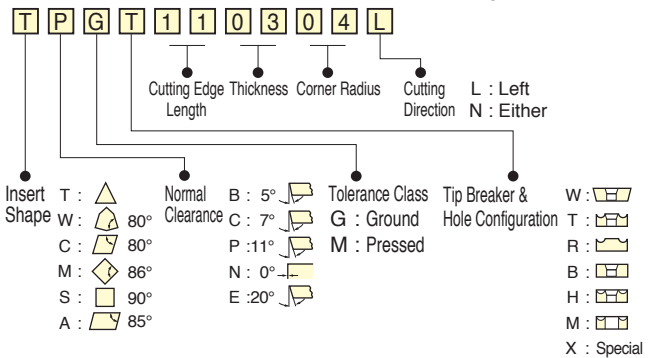 T P G T 1 1 0 3 0 4 L
Cutting Edge Length
Thickness
Corner Radius
Cutting Direction
L : Left
N : Either
Insert Shape
T :
W : 80°
C : 80°
M : 86°
S : 90°
A : 85°
Normal Clearance
B : 5°
C : 7°
P :11°
N : 0°
E :20°
Tolerance Class
G : Ground
M : Pressed
Tip Breaker &
Hole Configuration
W :
T :
R :
B :
H :
M :
X : Special